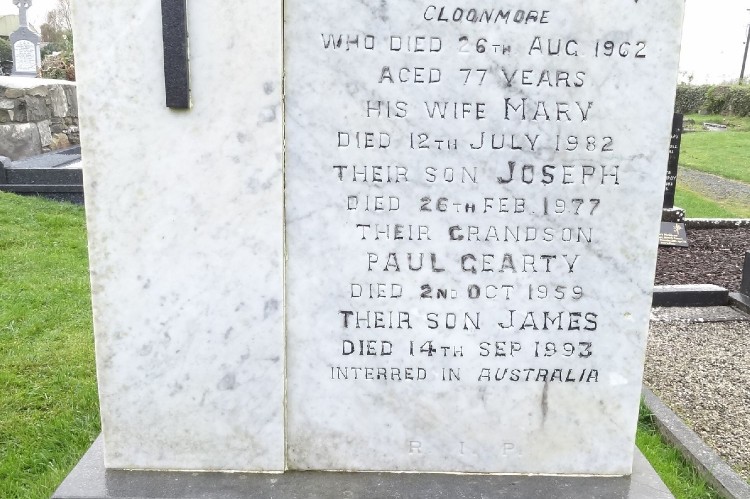 CLOONMORE
WHO DIED 26TH AUG 1962
AGED 77 YEARS
HIS WIFE MARY
DIED 12TH JULY 1982
THEIR SON JOSEPH
DIED 26TH FEB 1977
THEIR GRANDSON
PAUL GEARTY
DIED 2ND OCT 1959
THEIR SON JAMES
DIED 14TH SEP 1993
INTERRED IN AUSTRALIA
R I P